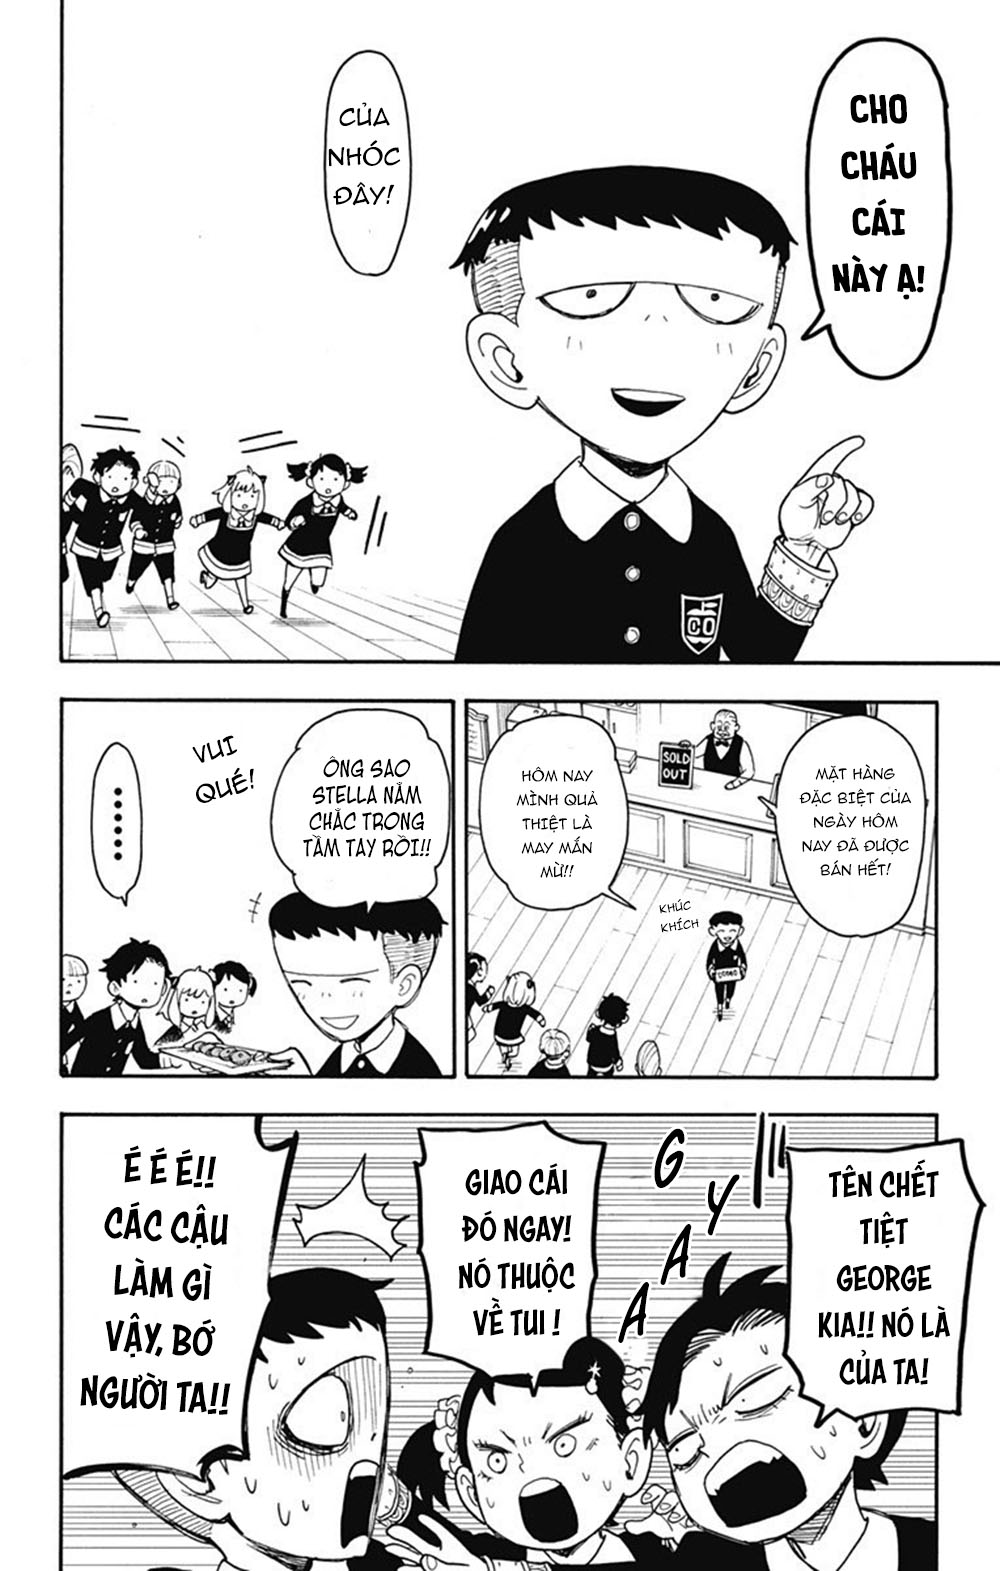 CHO
CHÁU
CÁI
NÀY Ạ!
CỦA
NHÓC
ĐÂY!
CO
MẶT HÀNG
ĐẶC BIỆT CỦA
NGÀY HÔM
NAY ĐÃ ĐƯỢC
BÁN HẾT!
SOLD
OUT
HÔM NAY
MÌNH QUẢ
THIỆT LÀ
MAY MẮN
MỪ!!
KHÚC
KHÍCH
ÔNG SAO
STELLA NẰM
CHẮC TRONG
TẦM TAY RỒI!!
VUI
QUÉ!
......
TÊN CHẾT
TIỆT
GEORGE
KIA!! NÓ LÀ
CỦA TA!
GYAAA
GIAO CÁI
ĐÓ NGAY!
NÓ THUỘC
VỀ TUI !
É É É!!
CÁC CẬU
LÀM GÌ
VẬY, BỚ
NGƯỜI TA!!